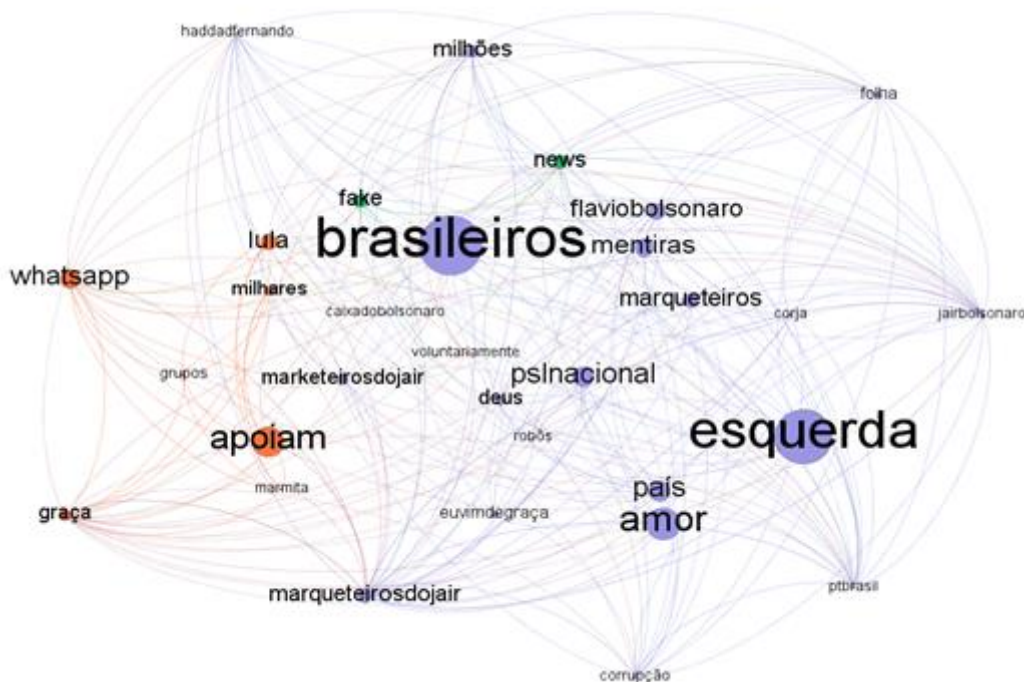 haddadfernando
milhões
folha
news
fake
flaviobolsonaro
lula
brasileiros
mentiras
whatsapp
milhares
marqueteiros
caixadobolsonaro
corja
jairbolsonaro
voluntariamente
grupos
marketeirosdojair
pslnacional
deus
apoiam
robôs
esquerda
marmita
país
graça
euvimdegraça
amor
marqueteirosdojair
ptbrasil
corrupção